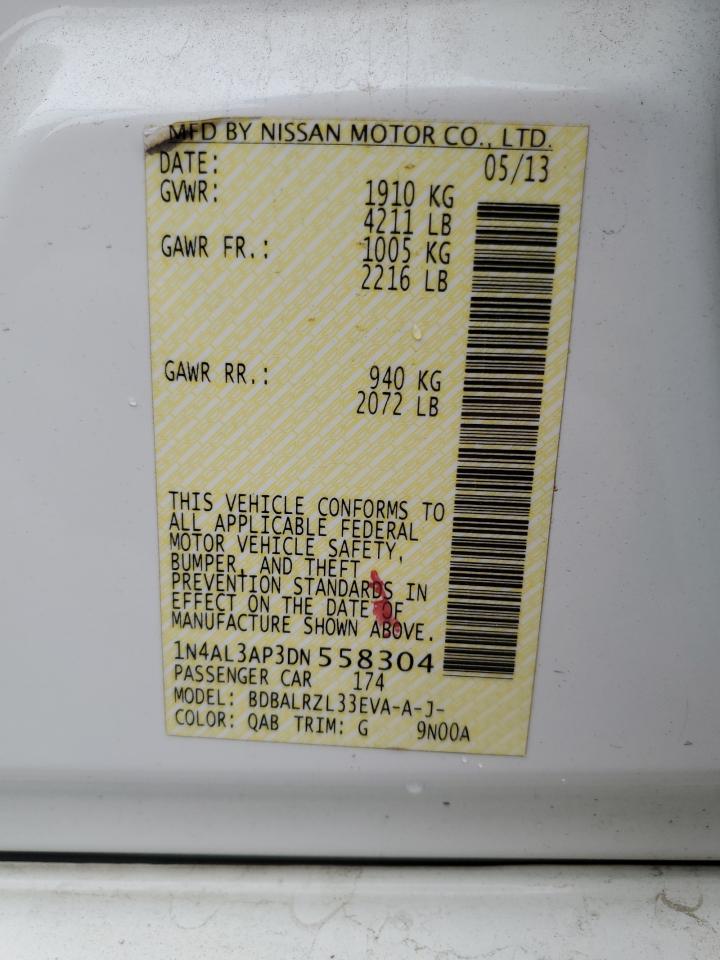 MFD BY NISSAN MOTOR CO., LTD.
DATE: 05/13
GVWR: 1910 KG
4211 LB
GAWR FR.: 1005 KG
2216 LB
GAWR RR.: 940 KG
2072 LB
THIS VEHICLE CONFORMS TO
ALL APPLICABLE FEDERAL
MOTOR VEHICLE SAFETY,
BUMPER, AND THEFT
PREVENTION STANDARDS IN
EFFECT ON THE DATE OF
MANUFACTURE SHOWN ABOVE.
1N4AL3AP3DN 558304
PASSENGER CAR 174
MODEL: BDBALRZL33EVA-A-J-
COLOR: QAB TRIM: G 9N00A